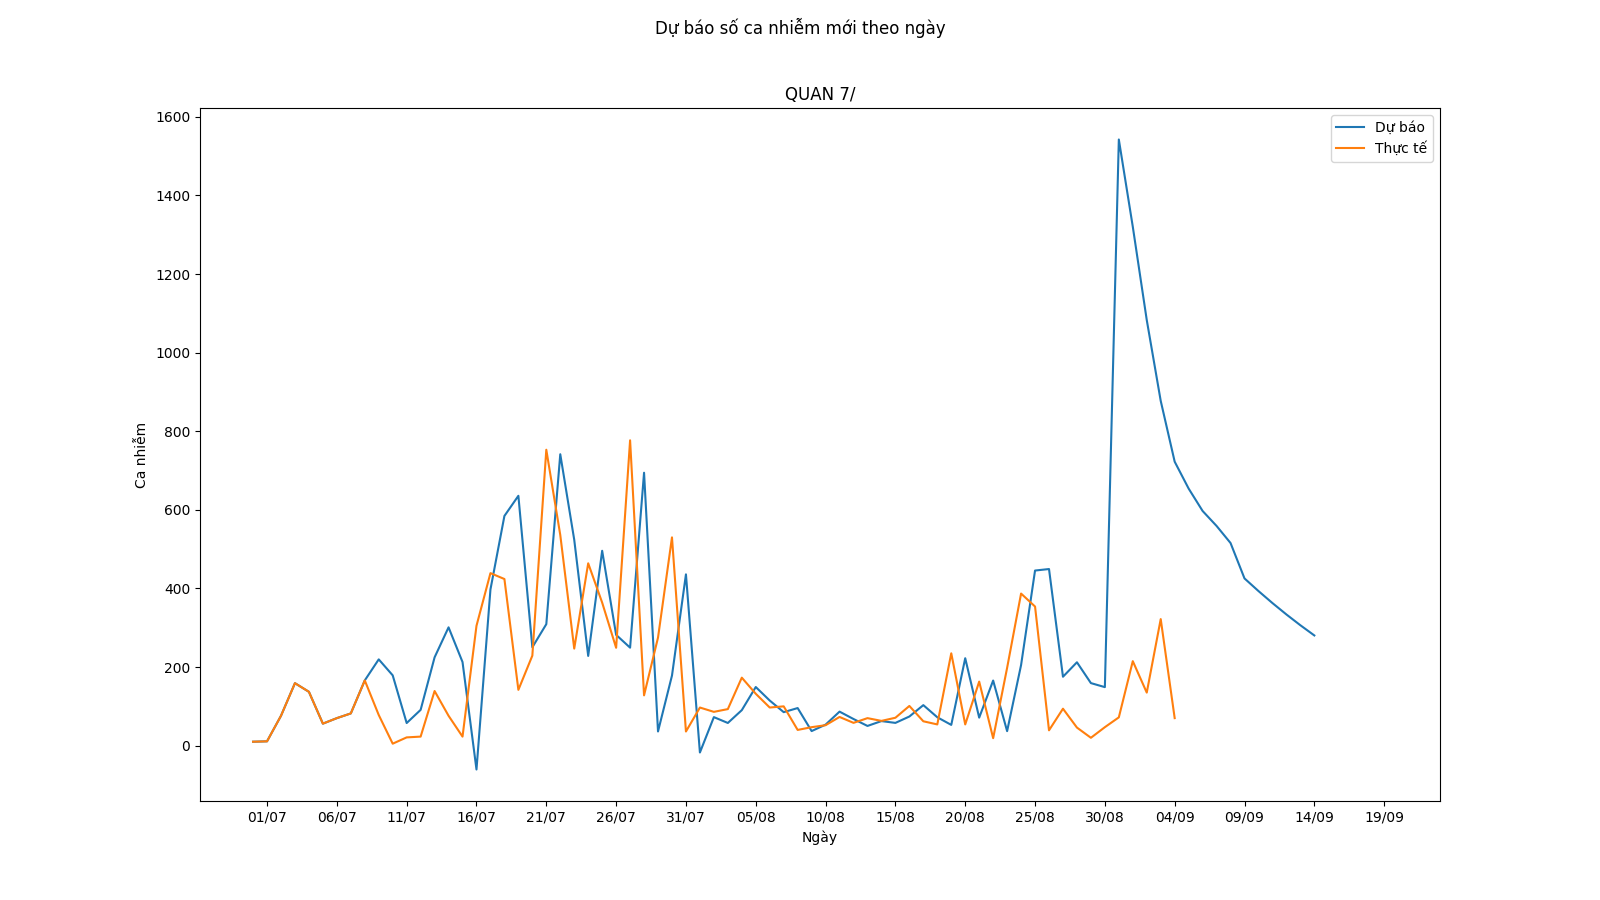 Dự báo số ca nhiễm mới theo ngày
QUAN 7/
Dự báo
Thực tế
1600
1400
1200
1000
800
600
400
200
0
Ca nhiễm
01/07 06/07 11/07 16/07 21/07 26/07 31/07 05/08 10/08 15/08 20/08 25/08 30/08 04/09 09/09 14/09 19/09
Ngày